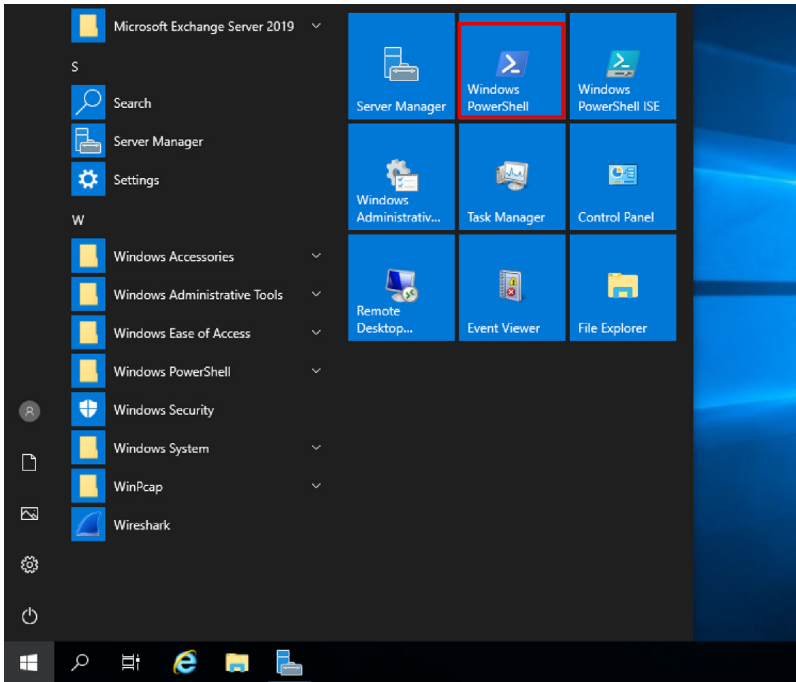 Microsoft Exchange Server 2019
S
Search
Server Manager
Settings
W
Windows Accessories
Windows Administrative Tools
Windows Ease of Access
Windows PowerShell
Windows Security
Windows System
WinPcap
Wireshark
Server Manager
Windows
PowerShell
Windows
PowerShell ISE
Windows
Administrativ...
Task Manager
Control Panel
Remote
Desktop...
Event Viewer
File Explorer